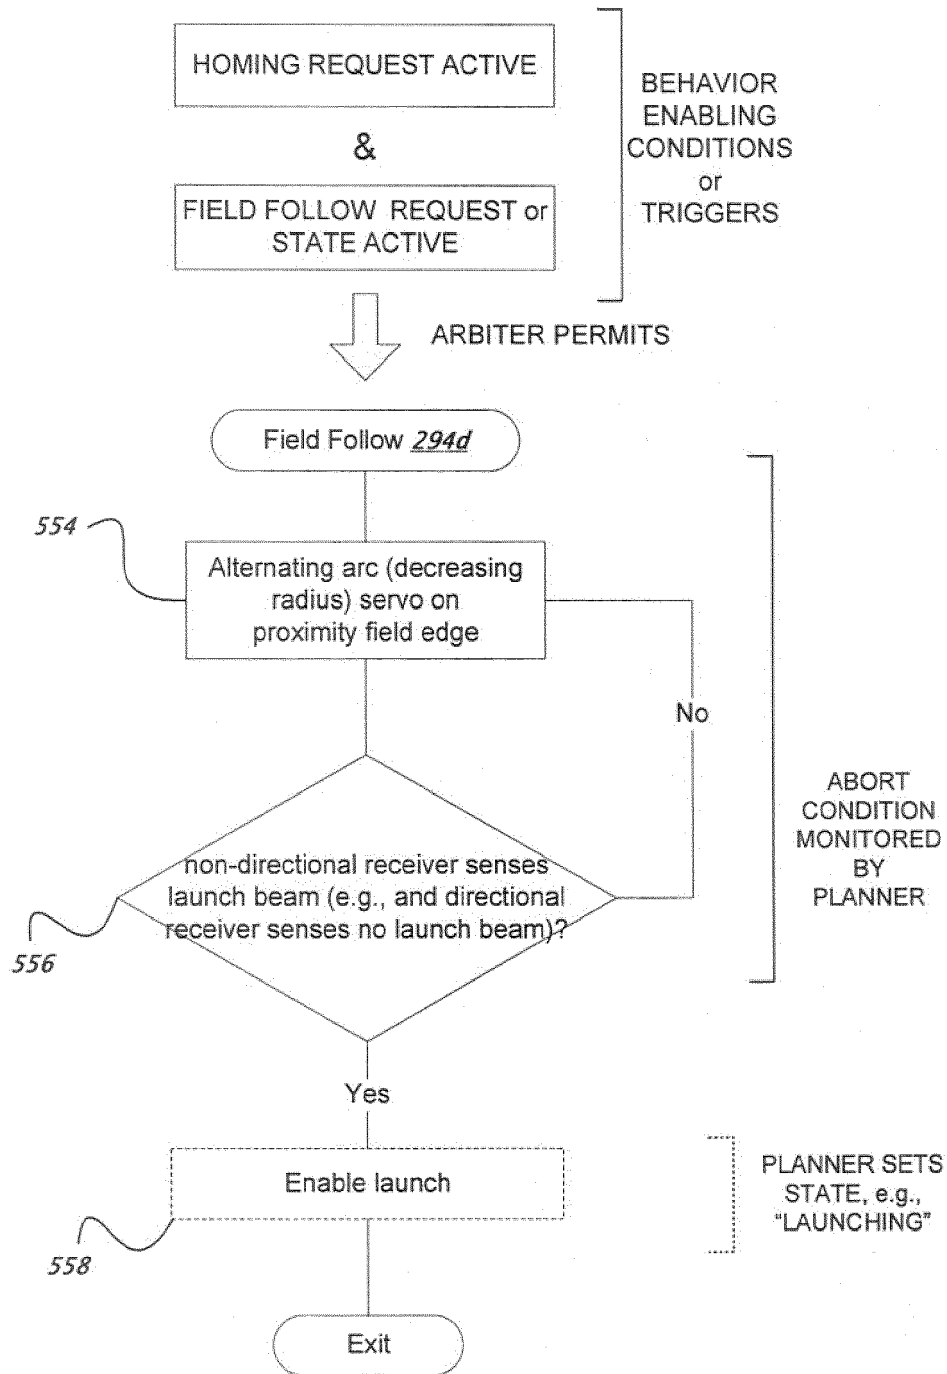 HOMING REQUEST ACTIVE
&
FIELD FOLLOW REQUEST or
STATE ACTIVE
BEHAVIOR
ENABLING
CONDITIONS
or
TRIGGERS
ARBITER PERMITS
Field Follow 294d
554
Alternating arc (decreasing
radius) servo on
proximity field edge
No
non-directional receiver senses
launch beam (e.g., and directional
receiver senses no launch beam)?
556
ABORT
CONDITION
MONITORED
BY
PLANNER
Yes
Enable launch
558
PLANNER SETS
STATE, e.g.,
“LAUNCHING”
Exit